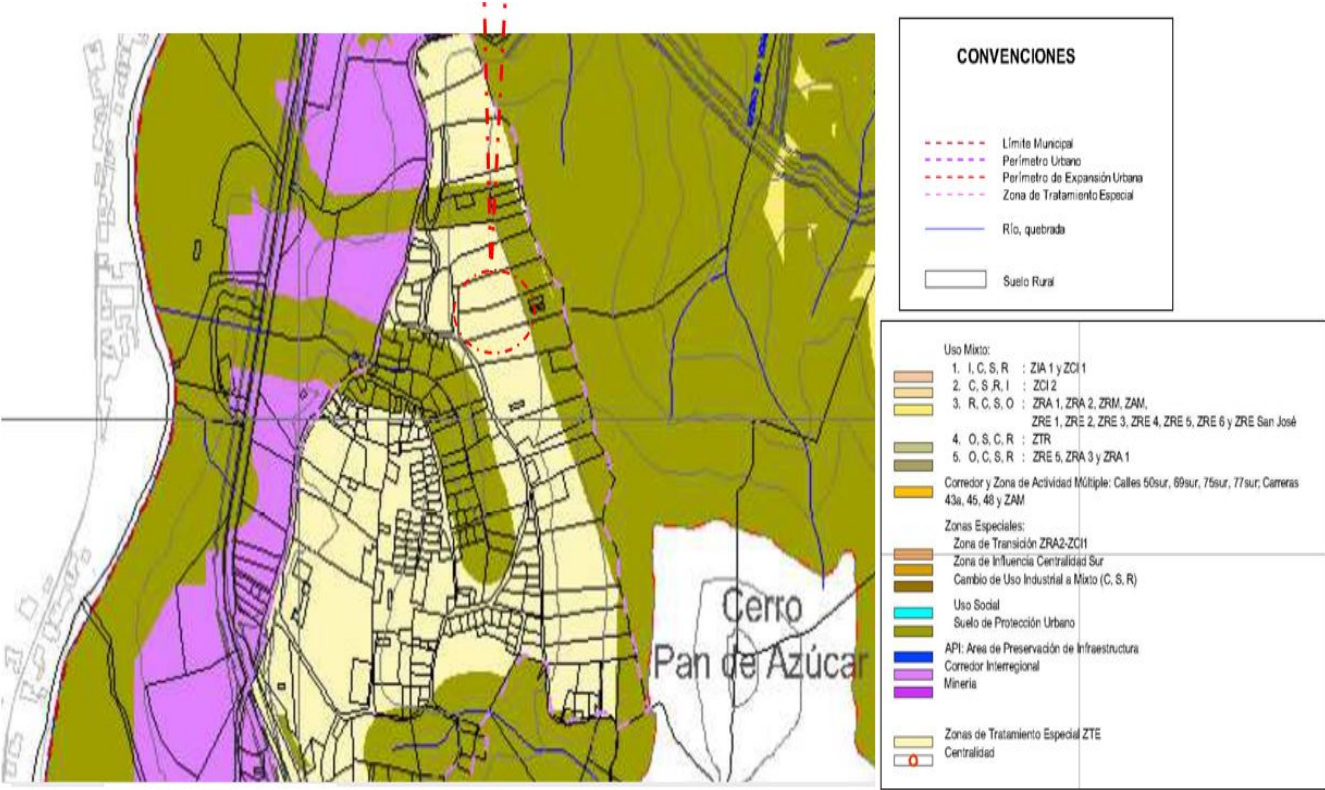 CONVENCIONES
Límite Municipal
Perímetro Urbano
Perímetro de Expansión Urbana
Zona de Tratamiento Especial
Río, quebrada
Suelo Rural
Uso Mixto:
1. I, C, S, R : ZIA 1 y ZCI 1
2. C, S ,R, I : ZCI 2
3. R, C, S, O : ZRA 1, ZRA 2, ZRM, ZAM,
ZRE 1, ZRE 2, ZRE 3, ZRE 4, ZRE 5, ZRE 6 y ZRE San José
4. O, S, C, R : ZTR
5. O, C, S, R : ZRE 5, ZRA 3 y ZRA 1
Corredor y Zona de Actividad Múltiple: Calles 50sur, 69sur, 75sur, 77sur; Carreras
43a, 45, 48 y ZAM
Zonas Especiales:
Zona de Transición ZRA2-ZCI1
Zona de Influencia Centralidad Sur
Cambio de Uso Industrial a Mixto (C, S, R)
Uso Social
Suelo de Protección Urbano
API: Area de Preservación de Infraestructura
Corredor Interregional
Mineria
Zonas de Tratamiento Especial ZTE
Centralidad
Cerro
Pan de Azúcar